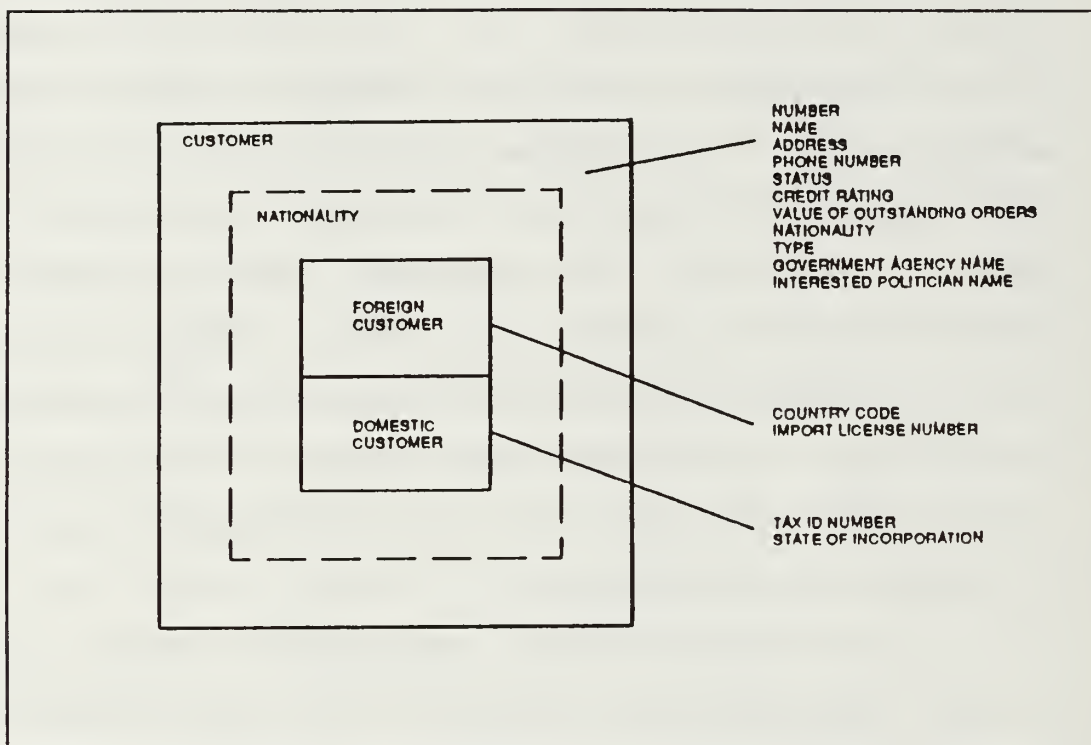 CUSTOMER
NATIONALITY
FOREIGN
CUSTOMER
DOMESTIC
CUSTOMER
NUMBER
NAME
ADDRESS
PHONE NUMBER
STATUS
CREDIT RATING
VALUE OF OUTSTANDING ORDERS
NATIONALITY
TYPE
GOVERNMENT AGENCY NAME
INTERESTED POLITICIAN NAME
COUNTRY CODE
IMPORT LICENSE NUMBER
TAX ID NUMBER
STATE OF INCORPORATION